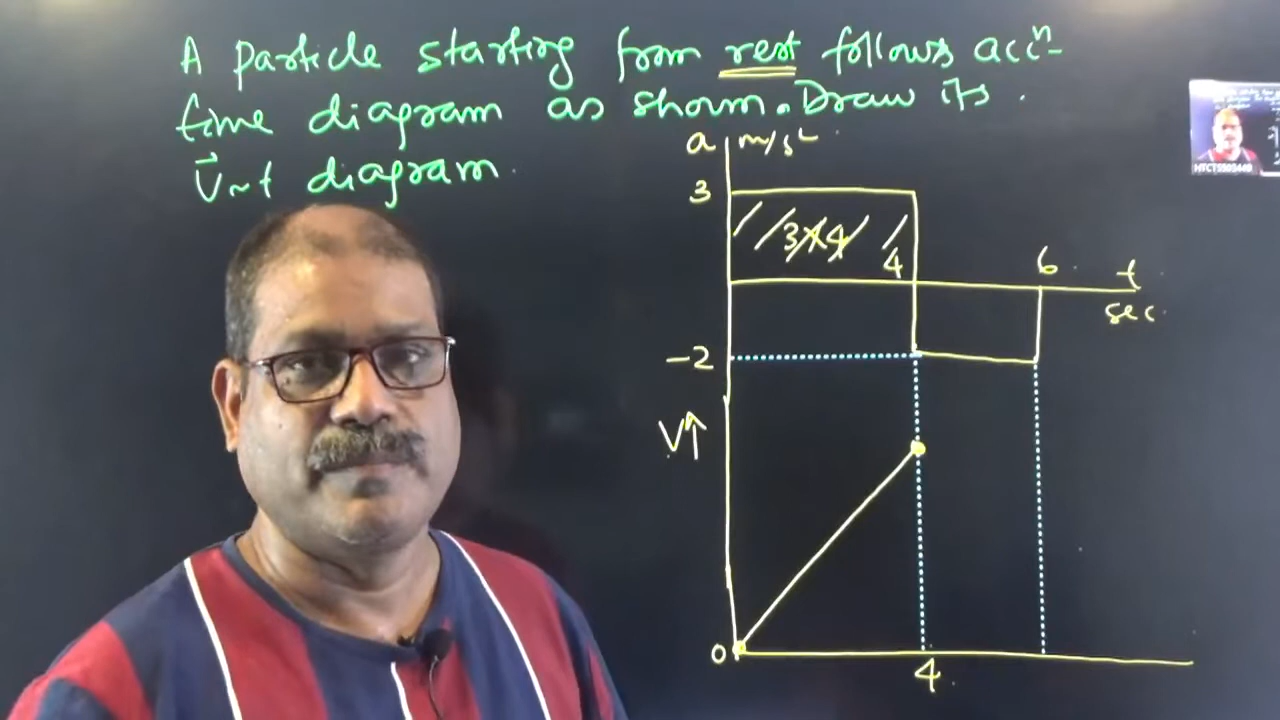 A particle starting from rest follows accⁿ-
time diagram as shown. Draw its
v⃗~t diagram.
a m/s²
3
3×4
4
6
t
sec
-2
V↑
0
4
HTCTS503440